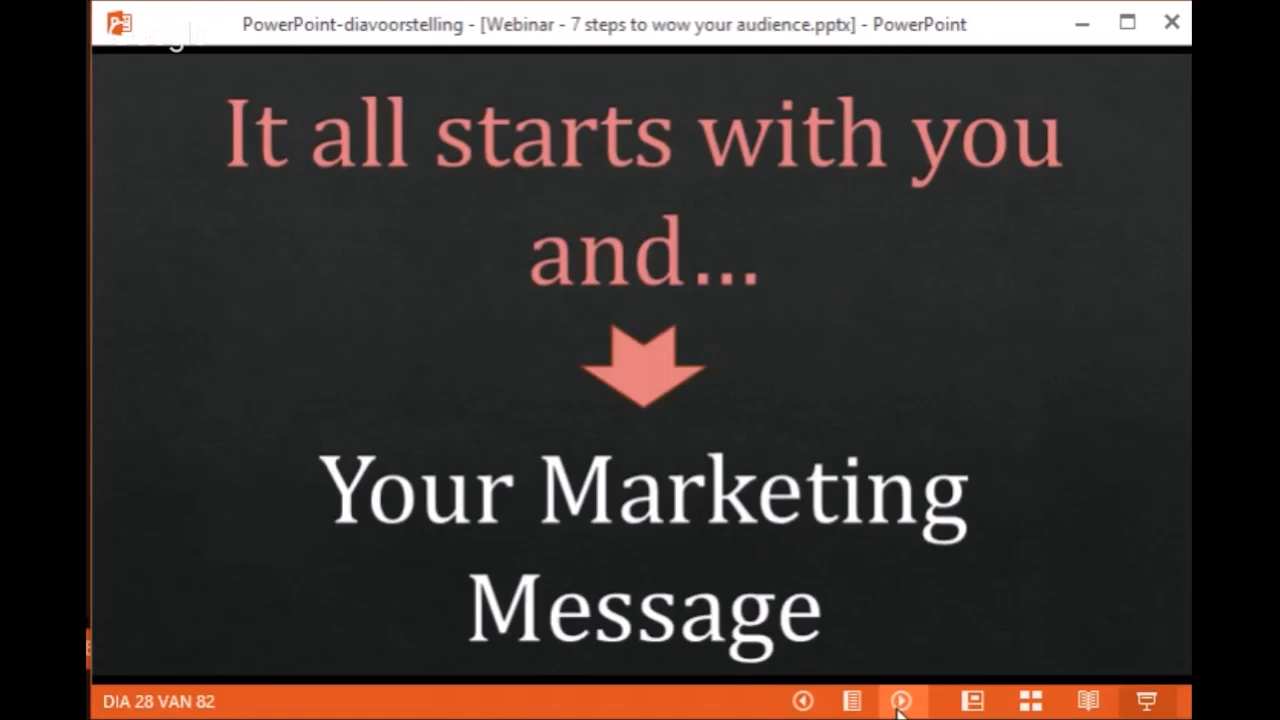 PowerPoint-diavoorstelling - [Webinar - 7 steps to wow your audience.pptx] - PowerPoint
It all starts with you
and...
Your Marketing
Message
DIA 28 VAN 82